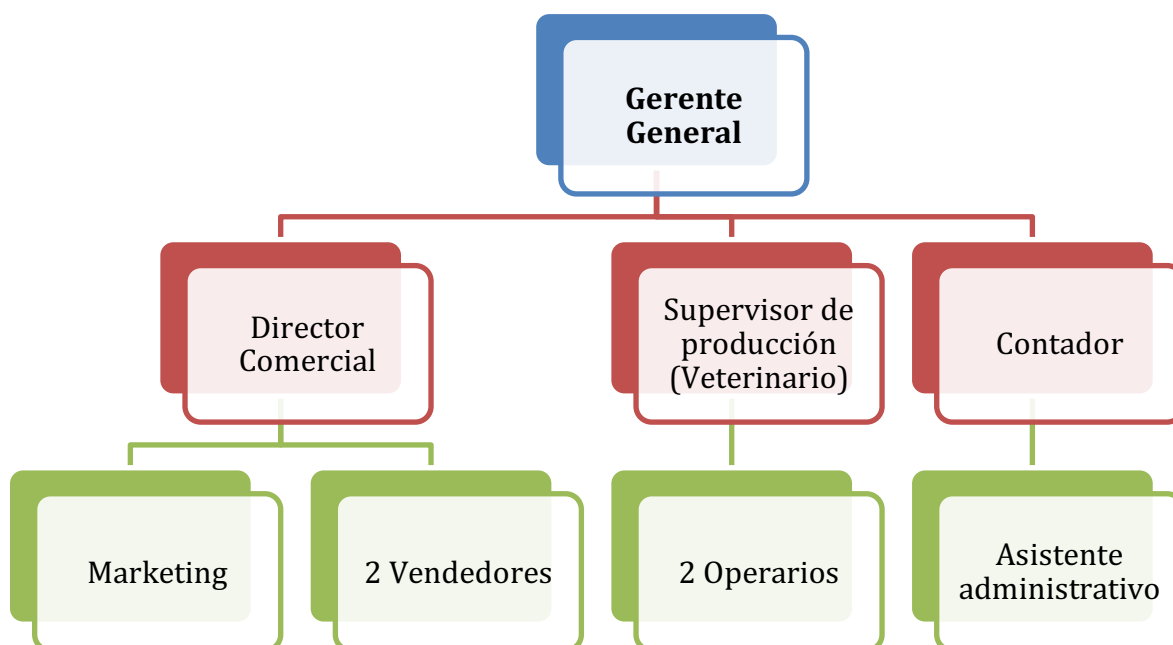 Gerente
General
Director
Comercial
Supervisor de
producción
(Veterinario)
Contador
Marketing
2 Vendedores
2 Operarios
Asistente
administrativo